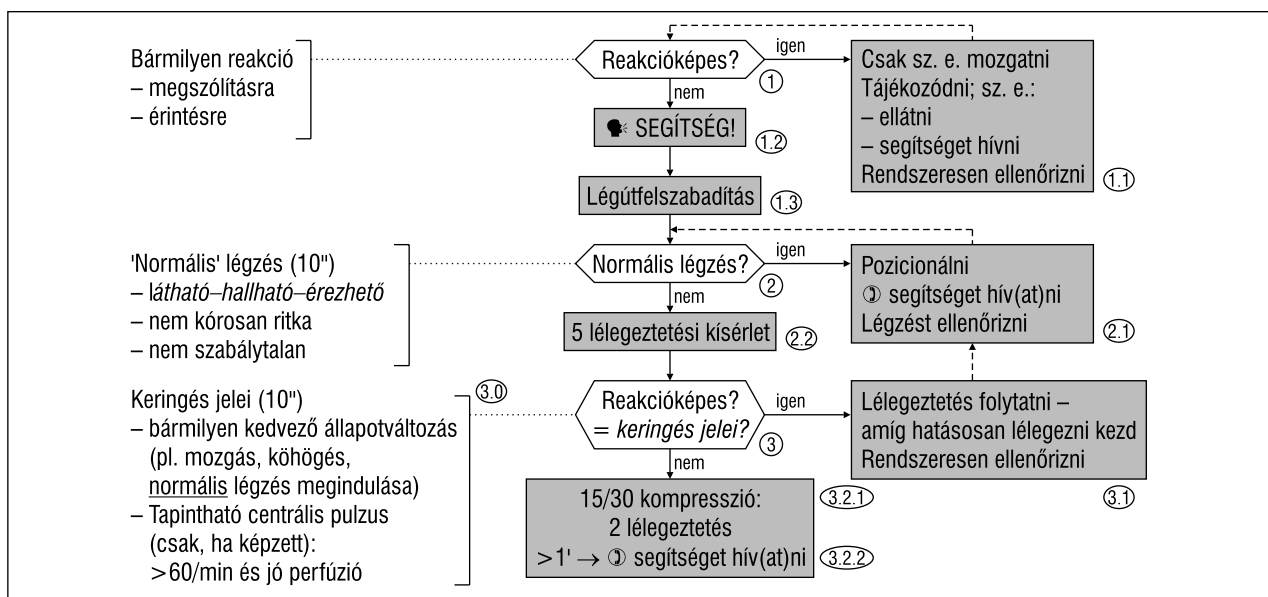 Bármilyen reakció
– megszólításra
– érintésre
Reakcióképes?
1
igen
nem
Csak sz. e. mozgatni
Tájékozódni; sz. e.:
– ellátni
– segítséget hívni
Rendszeresen ellenőrizni
1.1
SEGÍTSÉG!
1.2
Légútfelszabadítás
1.3
'Normális' légzés (10")
– látható–hallható–érezhető
– nem kórosan ritka
– nem szabálytalan
Normális légzés?
2
igen
nem
Pozicionálni
✆ segítséget hív(at)ni
Légzést ellenőrizni
2.1
5 lélegeztetési kísérlet
2.2
Keringés jelei (10")
– bármilyen kedvező állapotváltozás
(pl. mozgás, köhögés,
normális légzés megindulása)
– Tapintható centrális pulzus
(csak, ha képzett):
>60/min és jó perfúzió
3.0
Reakcióképes?
= keringés jelei?
3
igen
nem
Lélegeztetés folytatni –
amíg hatásosan lélegezni kezd
Rendszeresen ellenőrizni
3.1
15/30 kompresszió:
2 lélegeztetés
>1' → ✆ segítséget hív(at)ni
3.2.1
3.2.2